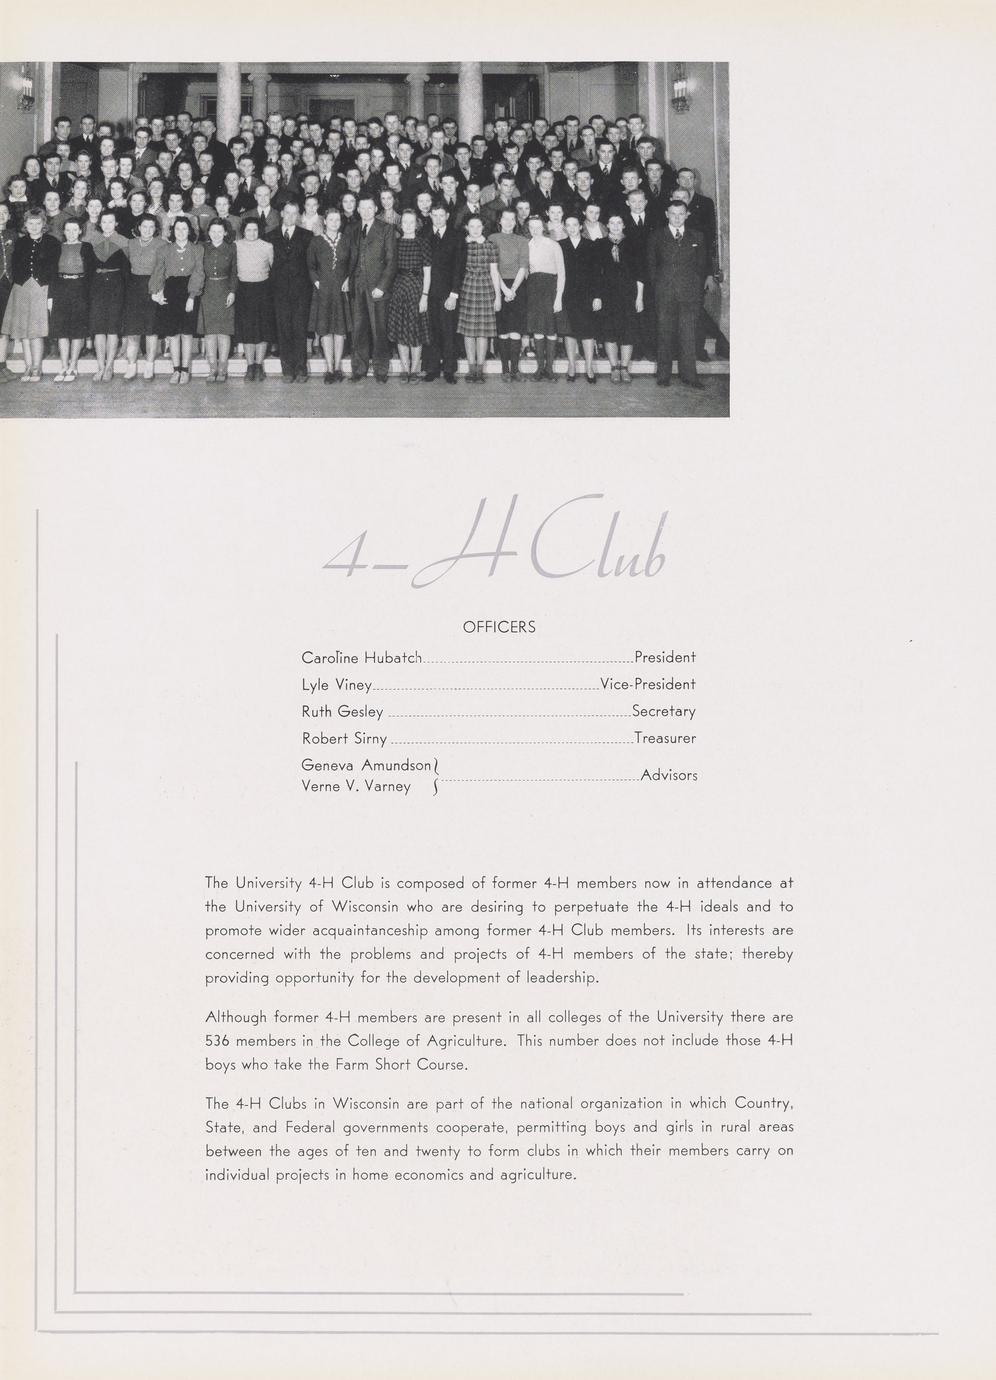 4-H Club
OFFICERS
Caroline Hubatch........................................President
Lyle Viney........................................Vice-President
Ruth Gesley ........................................Secretary
Robert Sirny ........................................Treasurer
Geneva Amundson}
Verne V. Varney } ........................................Advisors
The University 4-H Club is composed of former 4-H members now in attendance at
the University of Wisconsin who are desiring to perpetuate the 4-H ideals and to
promote wider acquaintanceship among former 4-H Club members. Its interests are
concerned with the problems and projects of 4-H members of the state; thereby
providing opportunity for the development of leadership.
Although former 4-H members are present in all colleges of the University there are
536 members in the College of Agriculture. This number does not include those 4-H
boys who take the Farm Short Course.
The 4-H Clubs in Wisconsin are part of the national organization in which Country,
State, and Federal governments cooperate, permitting boys and girls in rural areas
between the ages of ten and twenty to form clubs in which their members carry on
individual projects in home economics and agriculture.